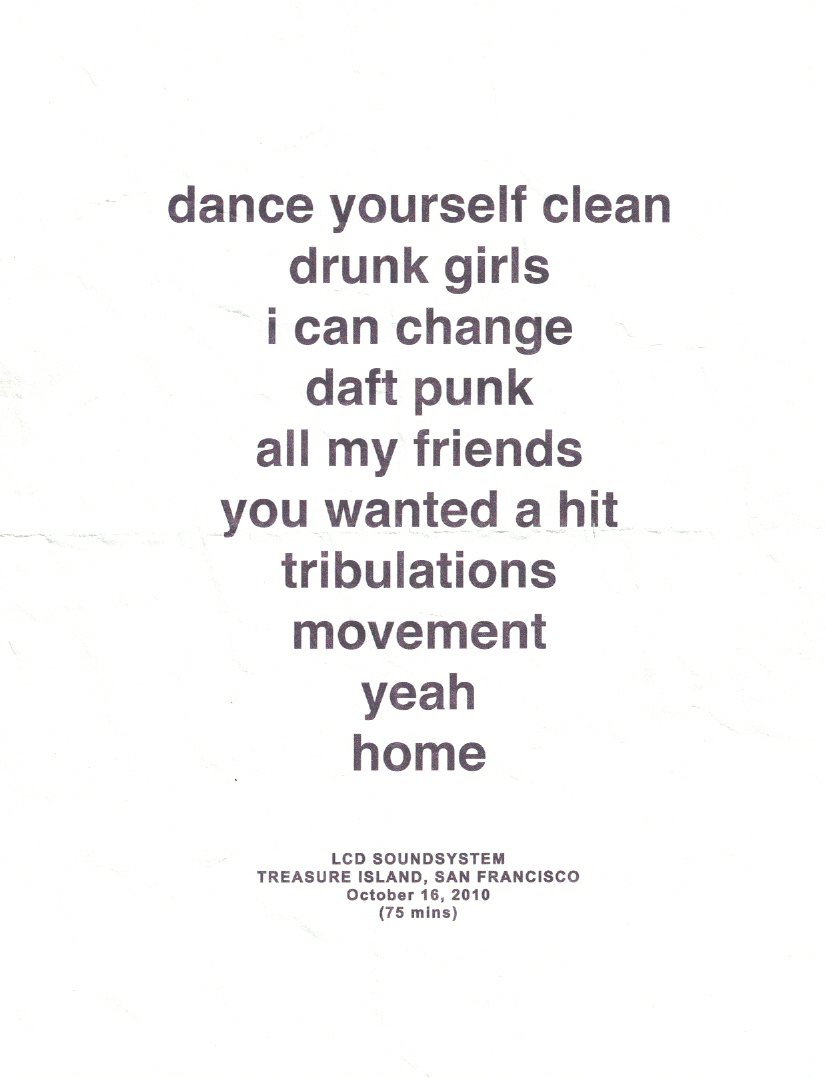 dance yourself clean
drunk girls
i can change
daft punk
all my friends
you wanted a hit
tribulations
movement
yeah
home
LCD SOUNDSYSTEM
TREASURE ISLAND, SAN FRANCISCO
October 16, 2010
(75 mins)